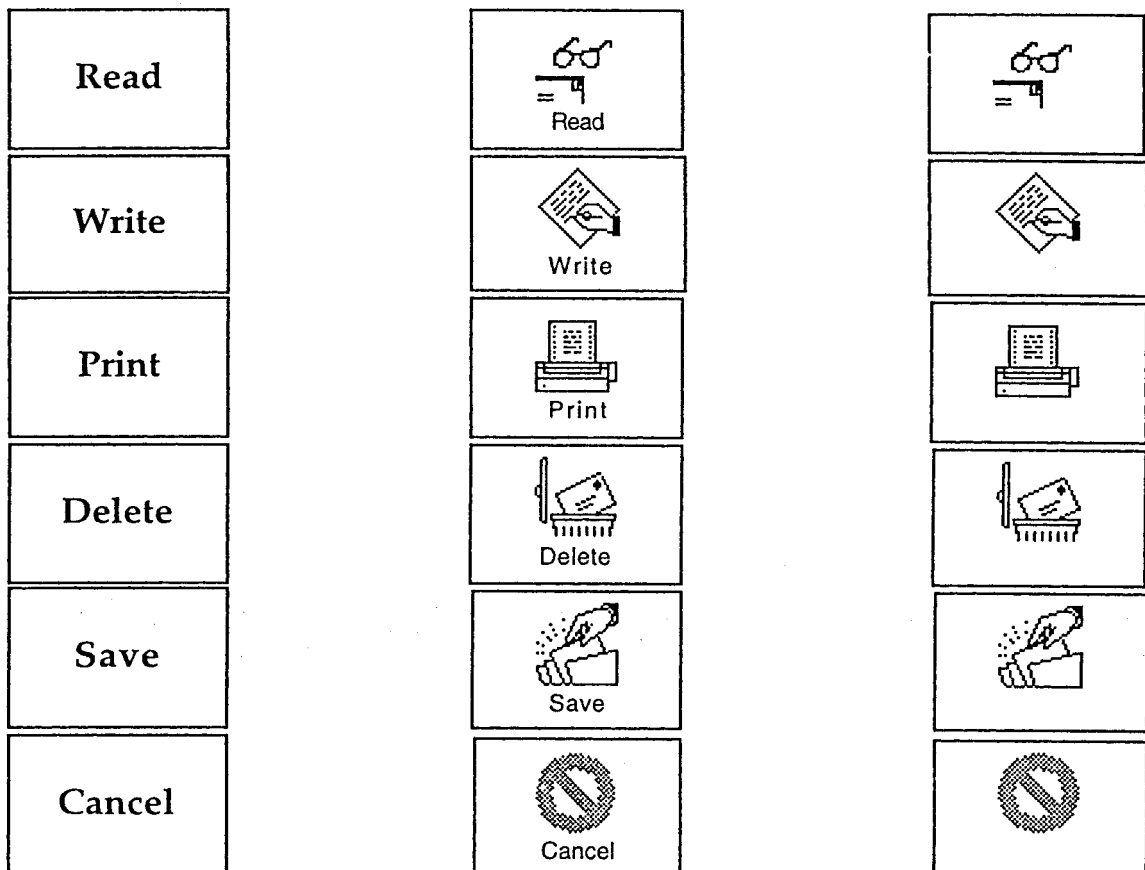 Read
Read
Write
Write
Print
Print
Delete
Delete
Save
Save
Cancel
Cancel